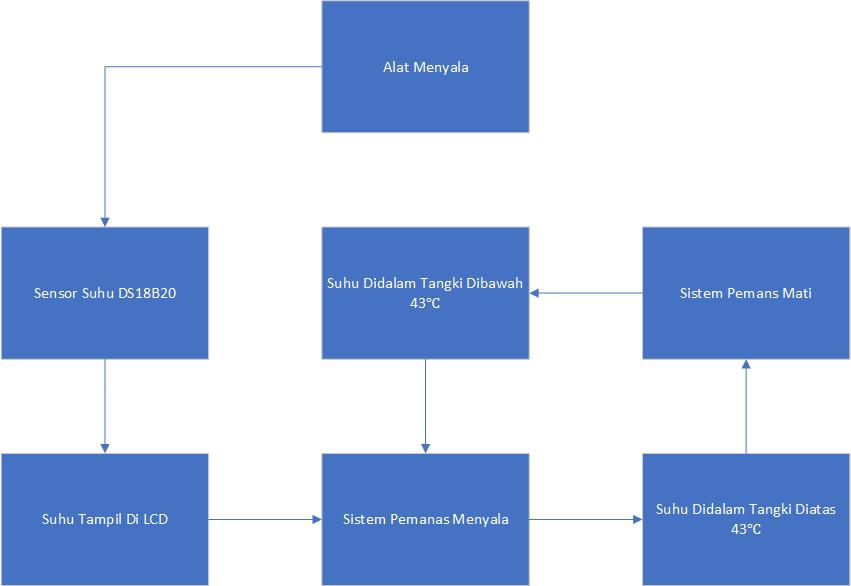 Alat Menyala
Sensor Suhu DS18B20
Suhu Didalam Tangki Dibawah
43°C
Sistem Pemans Mati
Suhu Tampil Di LCD
Sistem Pemanas Menyala
Suhu Didalam Tangki Diatas
43°C